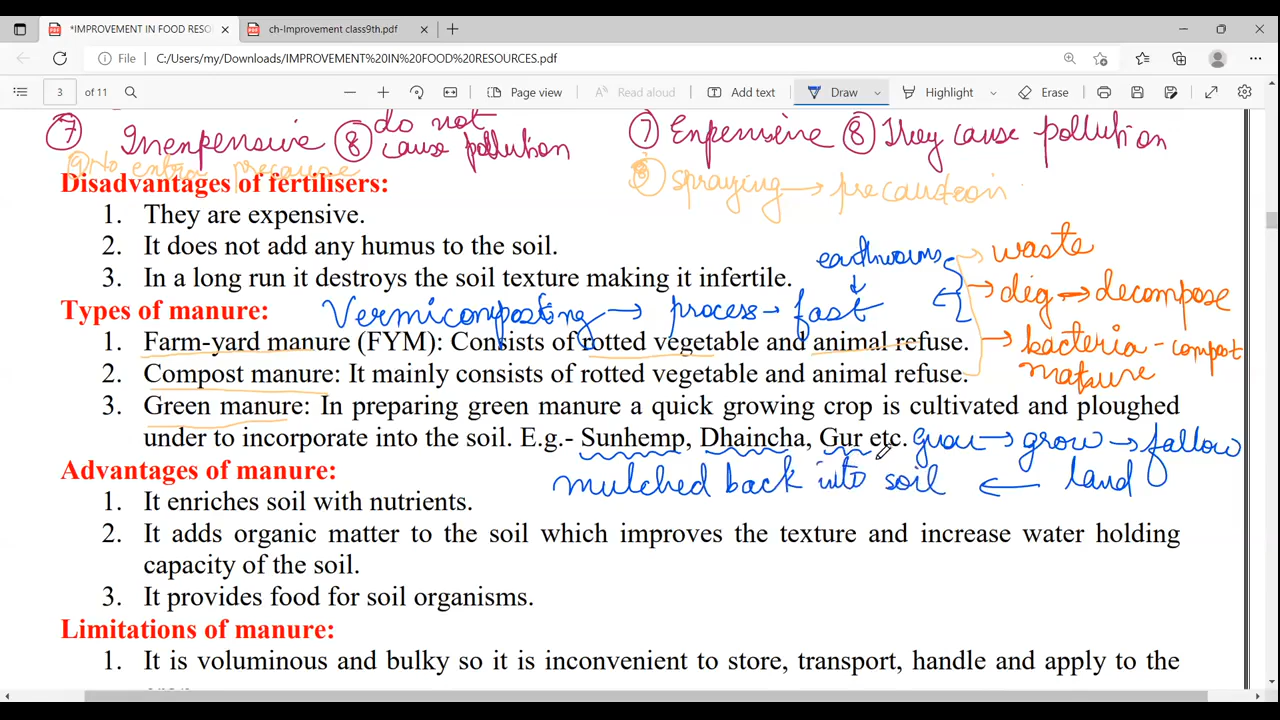 *IMPROVEMENT IN FOOD RESO
ch-Improvement class9th.pdf
File C:/Users/my/Downloads/IMPROVEMENT%20IN%20FOOD%20RESOURCES.pdf
3 of 11 Page view Read aloud Add text Draw Highlight Erase
⑦ Inenpensive ⑧ do not cause pollution ⑦ Enpensive ⑧ They cause pollution
⑨ No entra ⑨ spraying → precaution
Disadvantages of fertilisers:
1. They are expensive.
2. It does not add any humus to the soil.
3. In a long run it destroys the soil texture making it infertile.
earthworms
→ waste
→ dig → decompose
→ bacteria - compost
manure
Types of manure: Vermicomposting → process → fast
1. Farm-yard manure (FYM): Consists of rotted vegetable and animal refuse.
2. Compost manure: It mainly consists of rotted vegetable and animal refuse.
3. Green manure: In preparing green manure a quick growing crop is cultivated and ploughed
under to incorporate into the soil. E.g.- Sunhemp, Dhaincha, Gur etc. guar → grow → fallow
mulched back into soil ← land
Advantages of manure:
1. It enriches soil with nutrients.
2. It adds organic matter to the soil which improves the texture and increase water holding
capacity of the soil.
3. It provides food for soil organisms.
Limitations of manure:
1. It is voluminous and bulky so it is inconvenient to store, transport, handle and apply to the